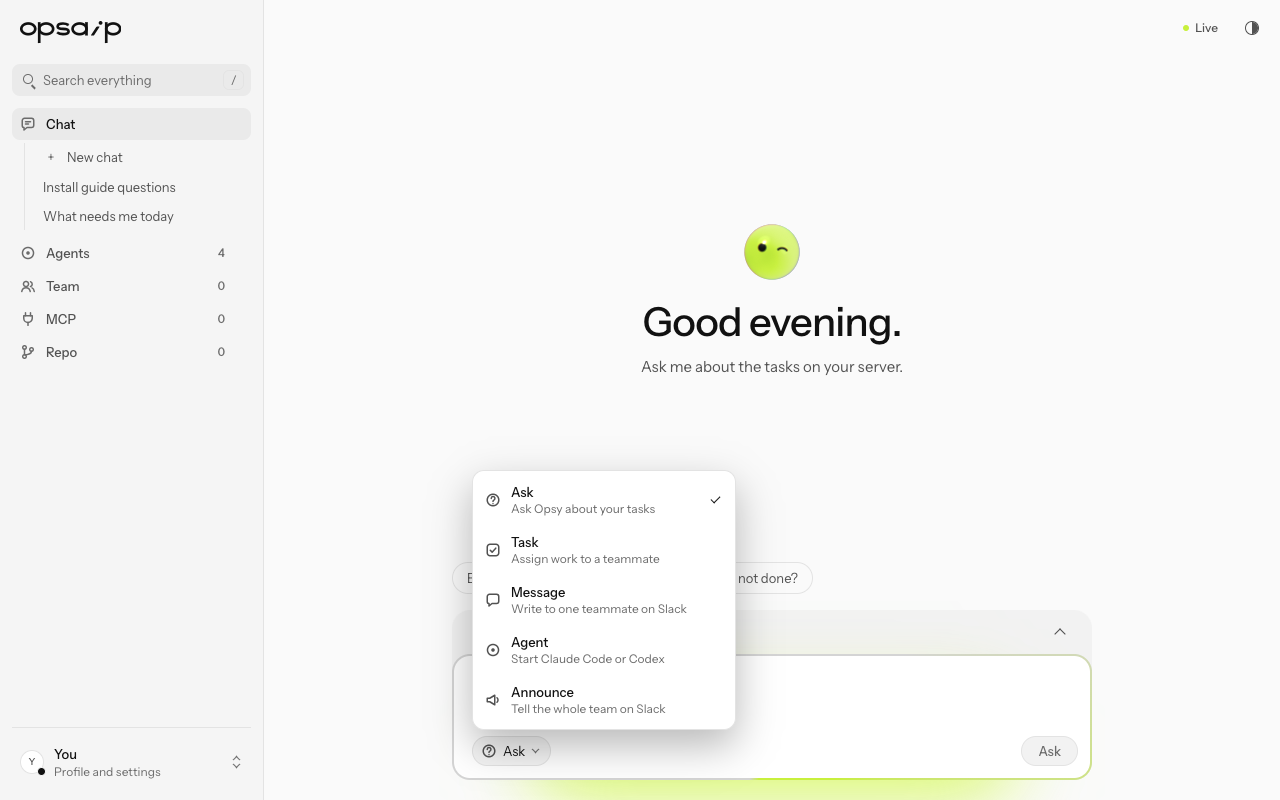 opsaip
Search everything /
Chat
+ New chat
Install guide questions
What needs me today
Agents 4
Team 0
MCP 0
Repo 0
Y
You
Profile and settings
Live
Good evening.
Ask me about the tasks on your server.
Ask
Ask Opsy about your tasks
Task
Assign work to a teammate
Message
Write to one teammate on Slack
Agent
Start Claude Code or Codex
Announce
Tell the whole team on Slack
not done?
Ask
Ask